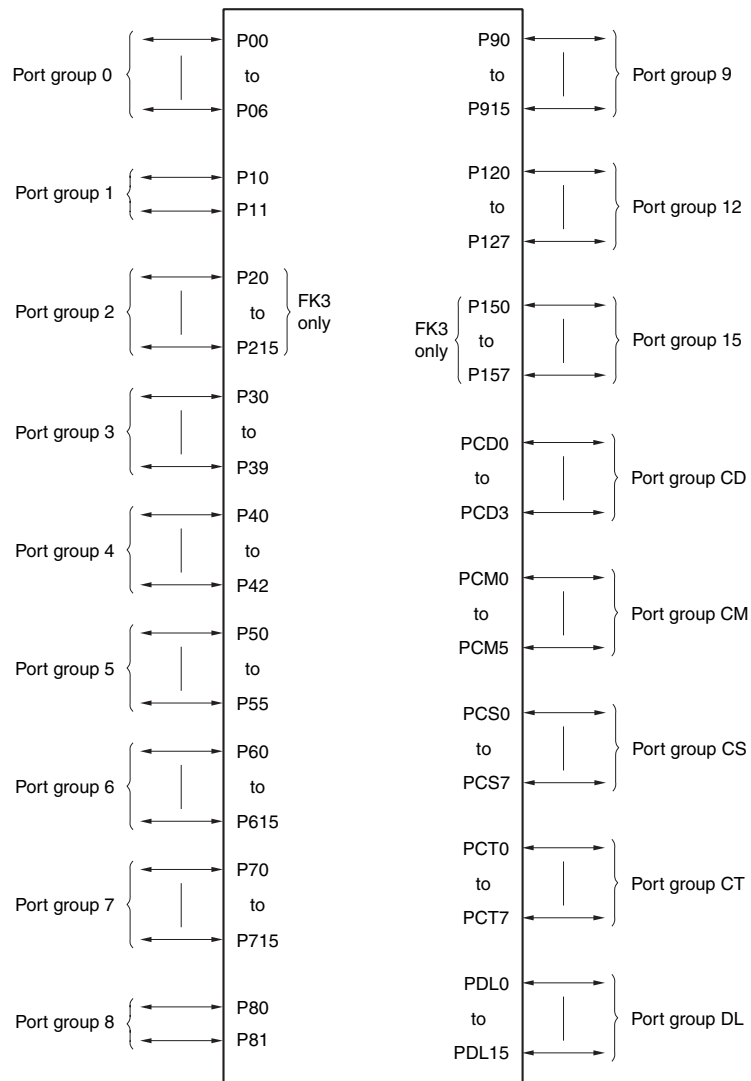 Port group 0
P00
to
P06
Port group 1
P10
P11
Port group 2
P20
to
P215
FK3
only
Port group 3
P30
to
P39
Port group 4
P40
to
P42
Port group 5
P50
to
P55
Port group 6
P60
to
P615
Port group 7
P70
to
P715
Port group 8
P80
P81
P90
to
P915
Port group 9
P120
to
P127
Port group 12
FK3
only
P150
to
P157
Port group 15
PCD0
to
PCD3
Port group CD
PCM0
to
PCM5
Port group CM
PCS0
to
PCS7
Port group CS
PCT0
to
PCT7
Port group CT
PDL0
to
PDL15
Port group DL